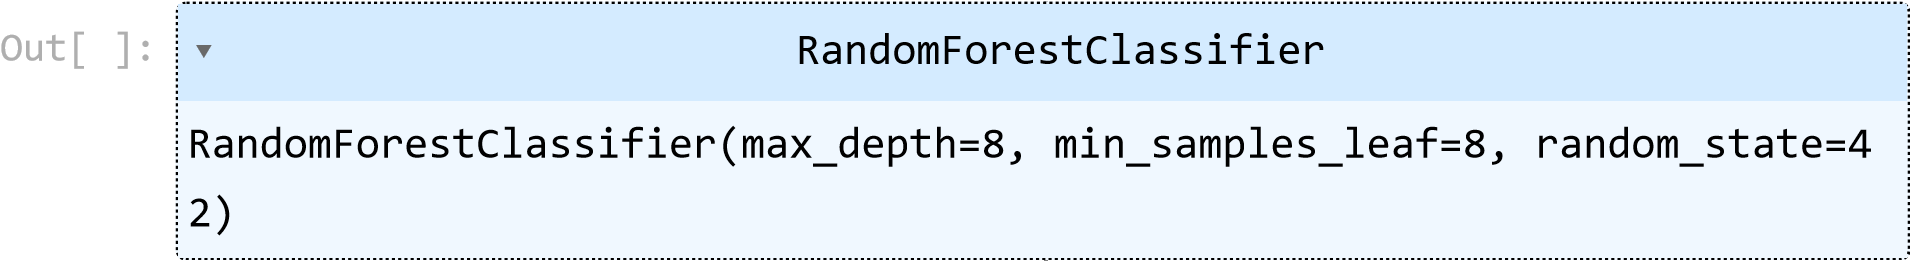 Out[ ]:
RandomForestClassifier
RandomForestClassifier(max_depth=8, min_samples_leaf=8, random_state=4
2)